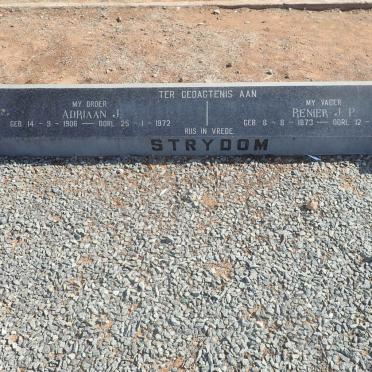 TER GEDAGTENIS AAN
MY OROER
ADRIAAN J.
GEB 14 - 9 - 1906 — OORL 25 - 1 - 1972
MY VADER
RENIER J. P.
GEB 8 - 8 - 1873 — OORL 12 -
RUS IN VREDE
STRYDOM